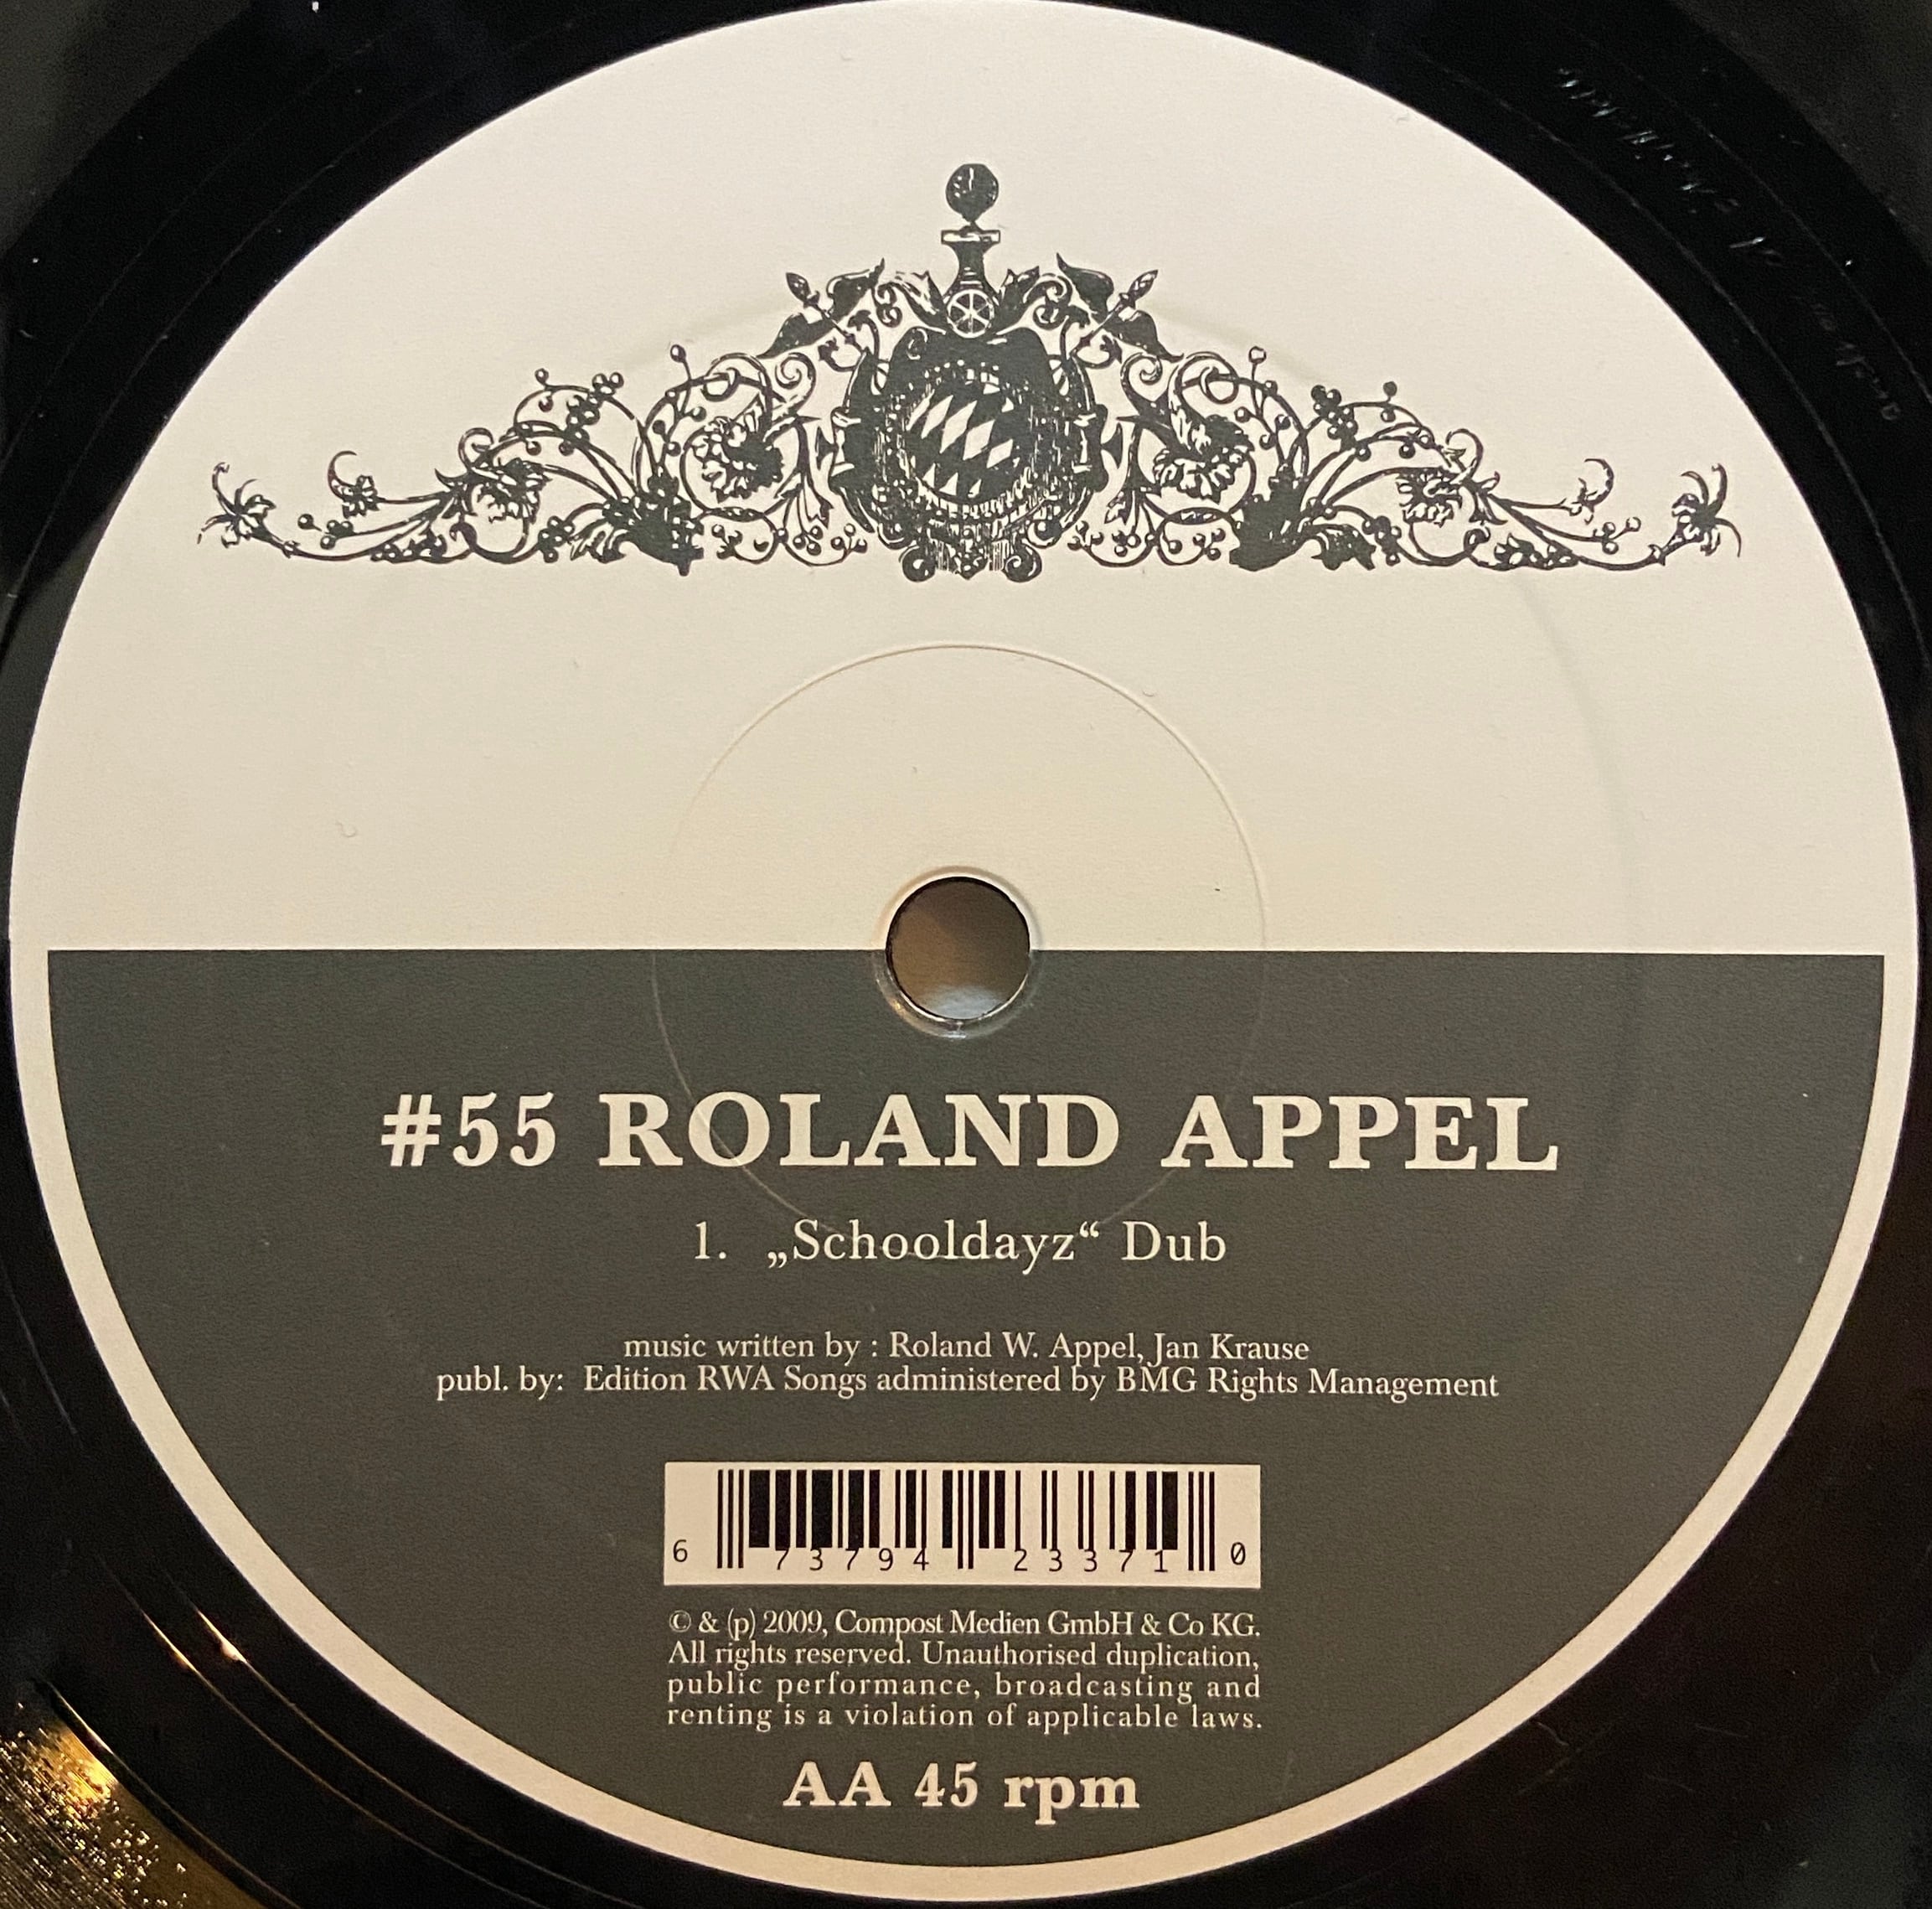 #55 ROLAND APPEL
1. „Schooldayz“ Dub
music written by : Roland W. Appel, Jan Krause
publ. by: Edition RWA Songs administered by BMG Rights Management
6 73794 23371 0
© & (p) 2009, Compost Medien GmbH & Co KG.
All rights reserved. Unauthorised duplication,
public performance, broadcasting and
renting is a violation of applicable laws.
AA 45 rpm